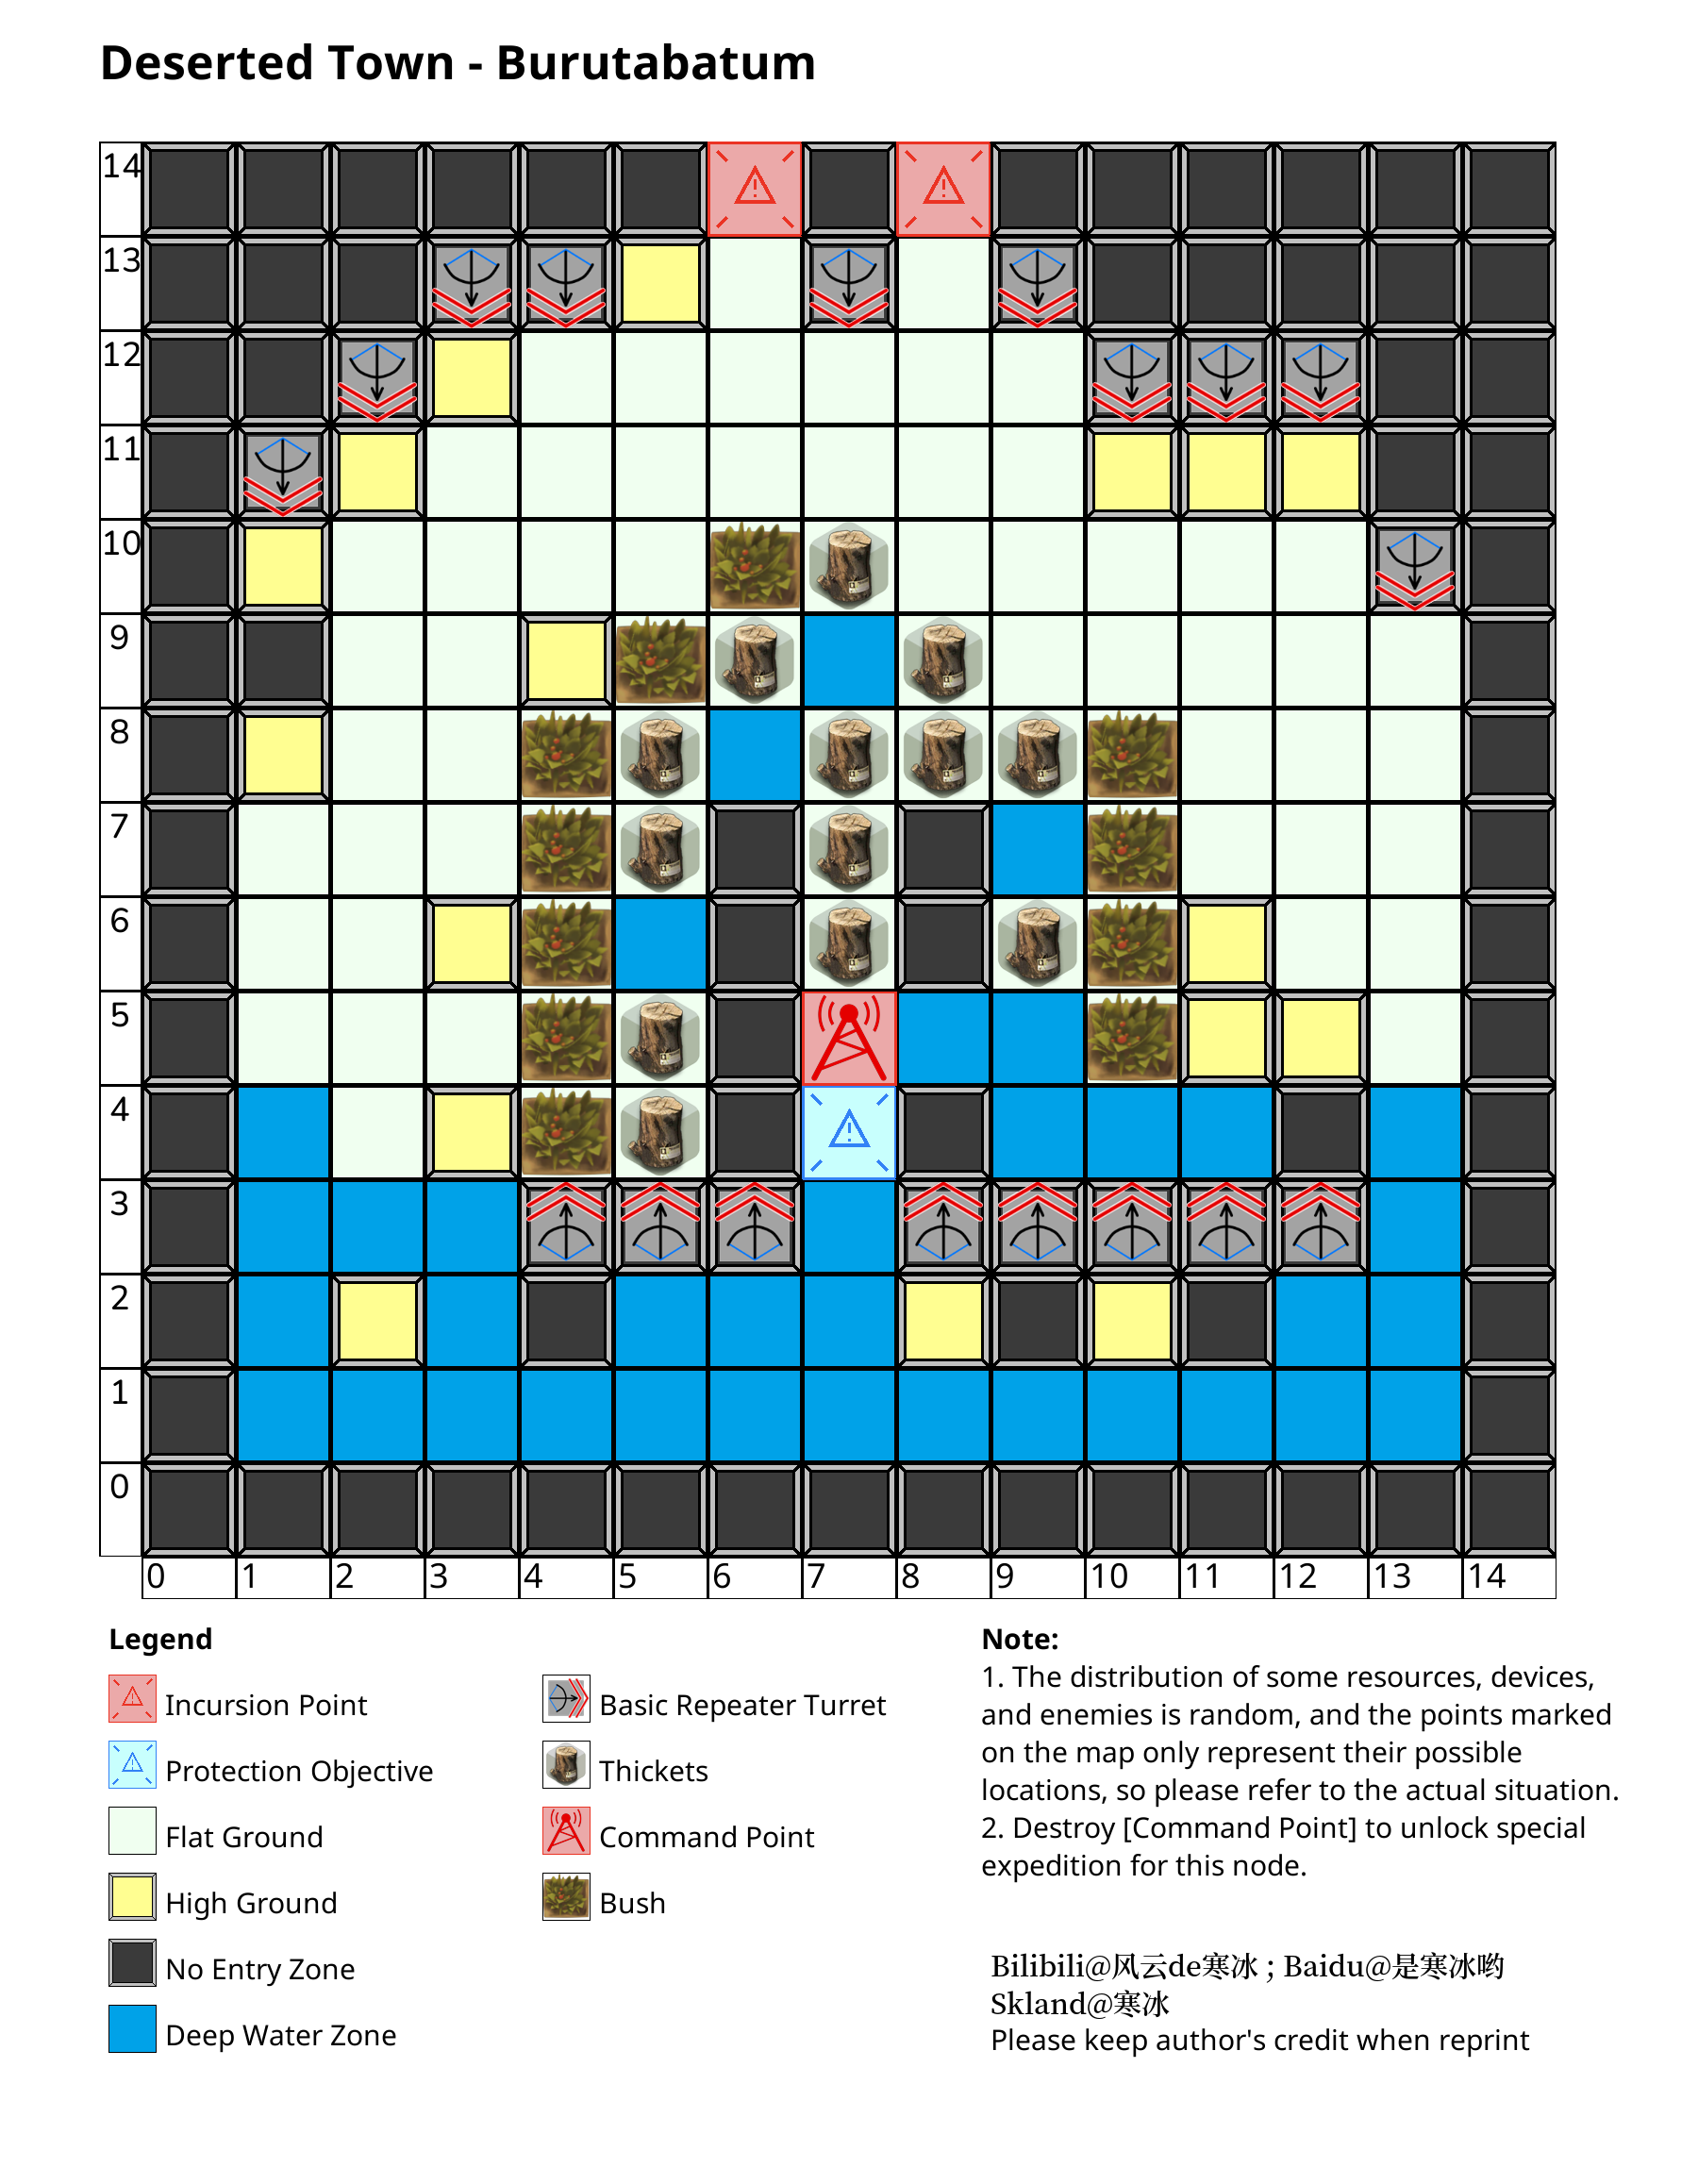 Deserted Town - Burutabatum
14
13
12
11
10
9
8
7
6
5
4
3
2
1
0
0 1 2 3 4 5 6 7 8 9 10 11 12 13 14
Legend
Incursion Point
Protection Objective
Flat Ground
High Ground
No Entry Zone
Deep Water Zone
Basic Repeater Turret
Thickets
Command Point
Bush
Note:
1. The distribution of some resources, devices,
and enemies is random, and the points marked
on the map only represent their possible
locations, so please refer to the actual situation.
2. Destroy [Command Point] to unlock special
expedition for this node.
Bilibili@风云de寒冰 ; Baidu@是寒冰哟
Skland@寒冰
Please keep author's credit when reprint